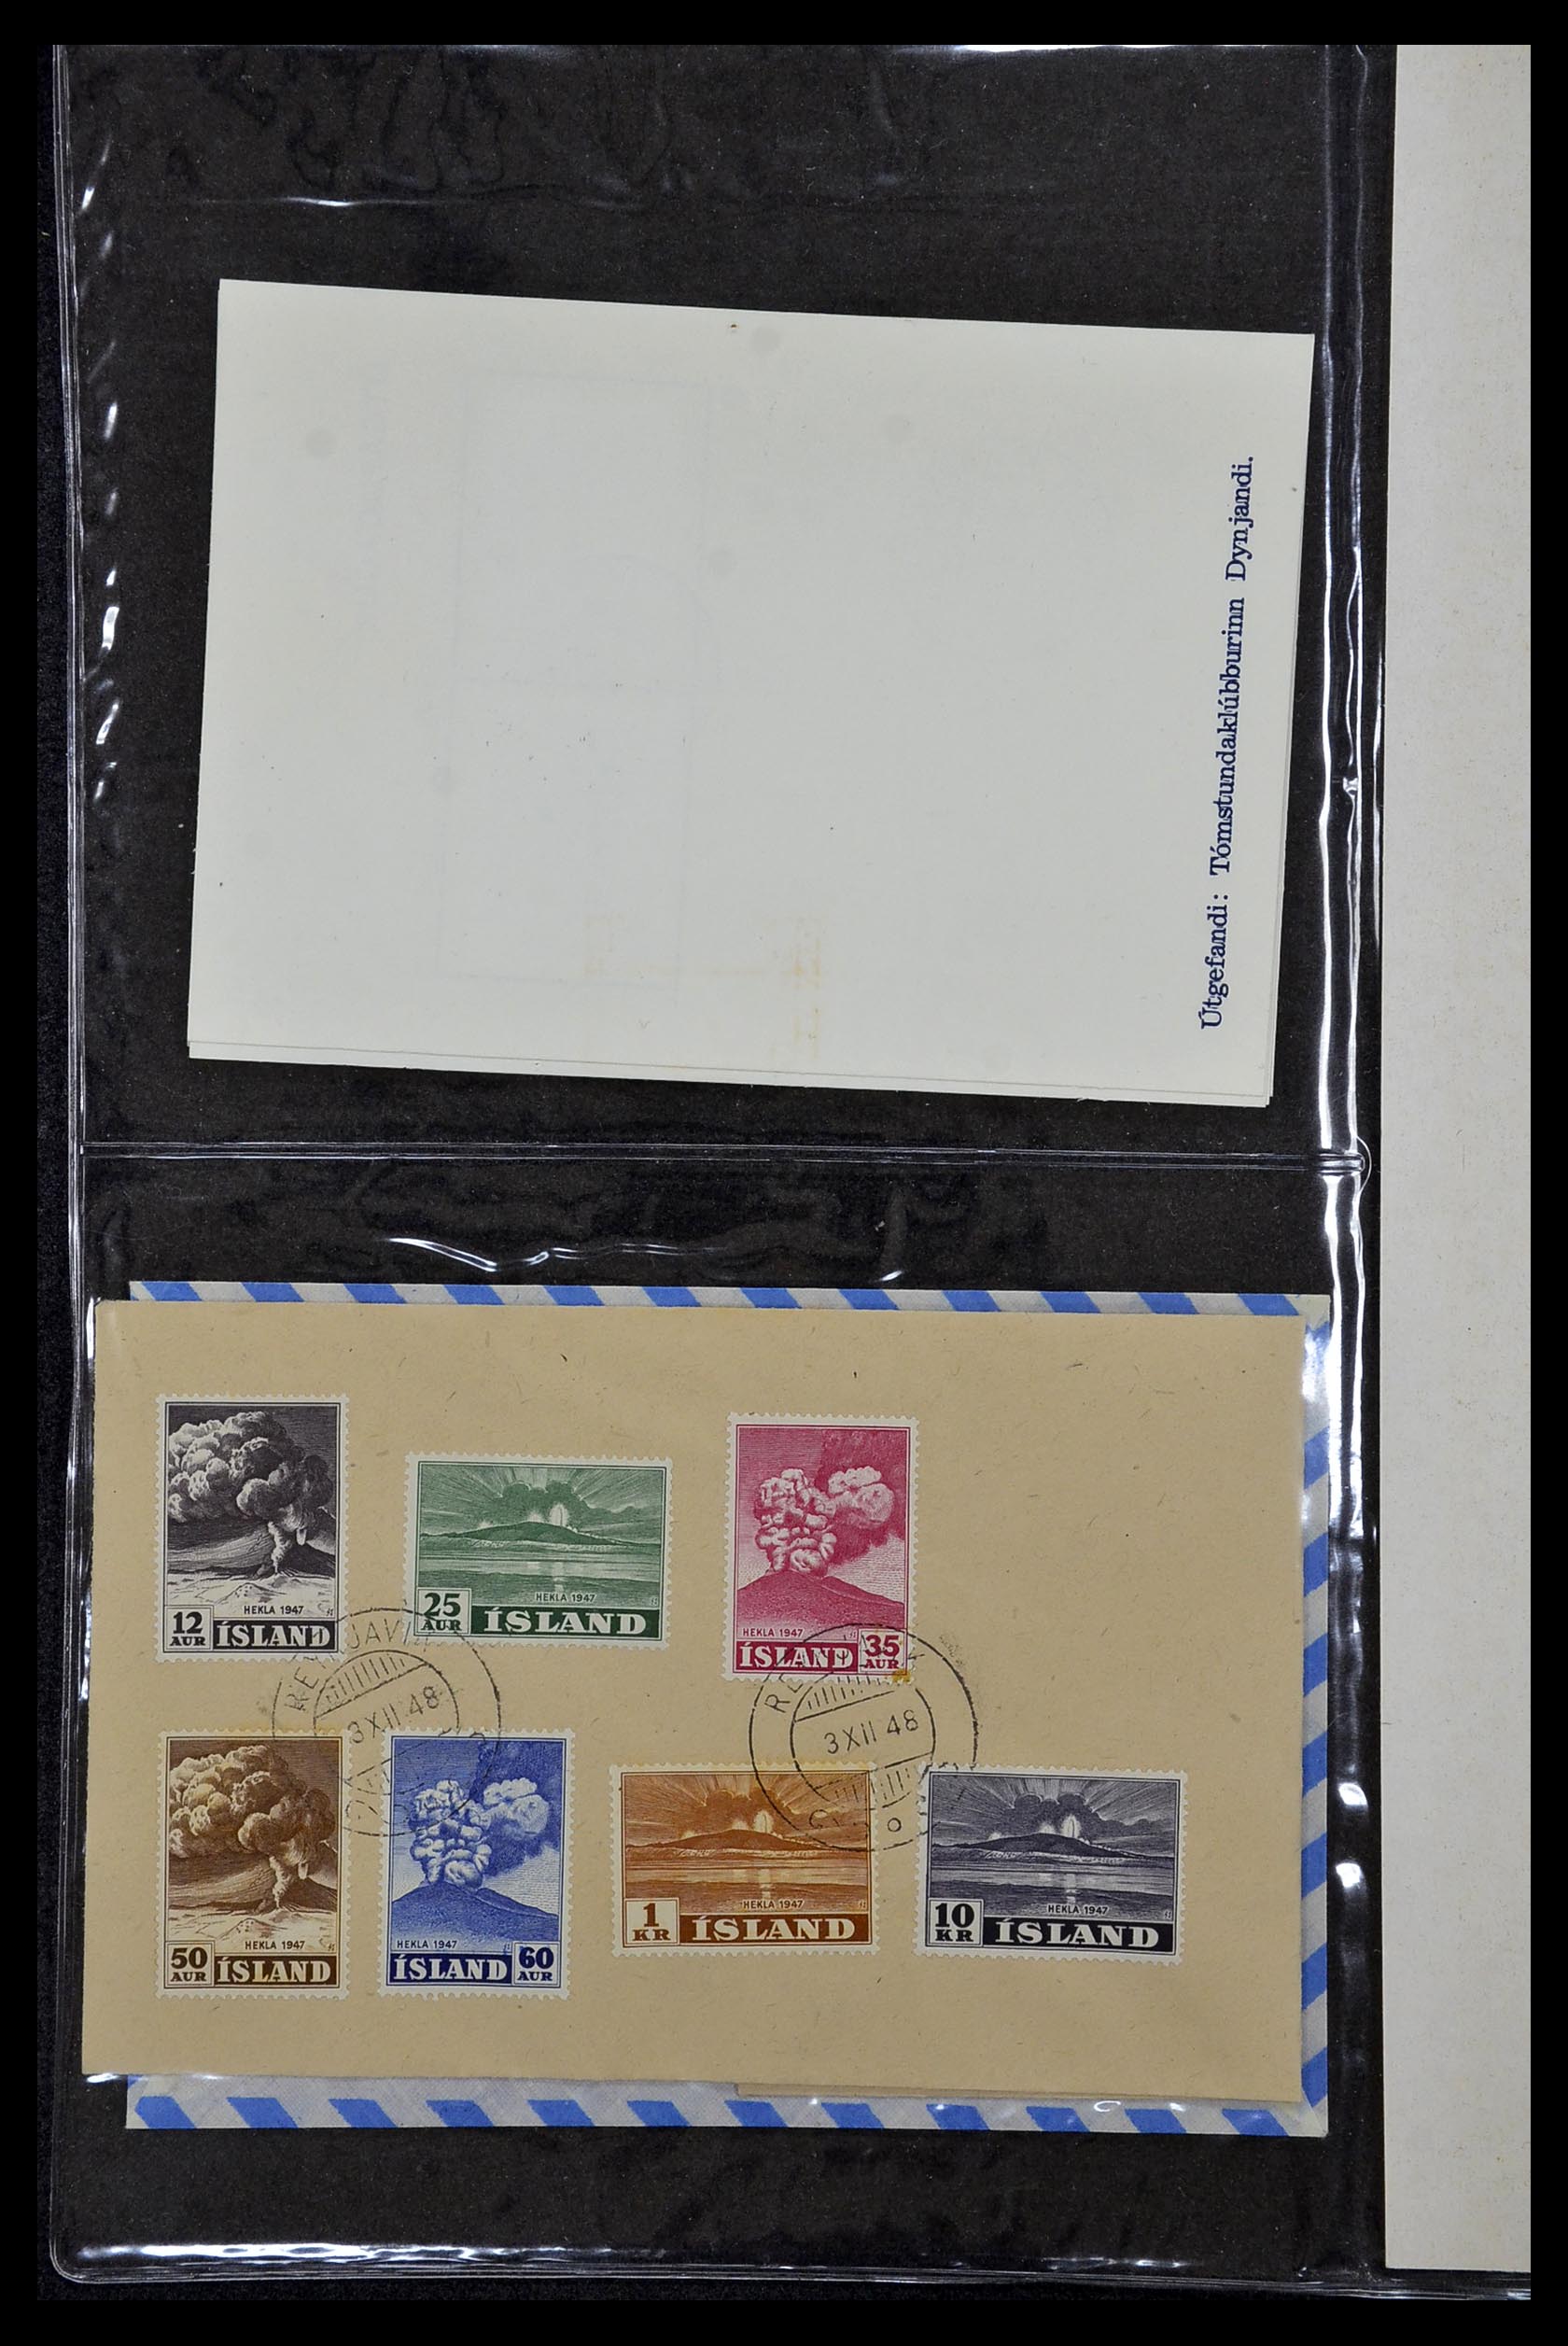 Útgefandi: Tómstundaklúbburinn Dynjandi.
HEKLA 1947
12 AUR ÍSLAND
HEKLA 1947
25 AUR ÍSLAND
HEKLA 1947
ÍSLAND 35 AUR
3 XII 48
3 XII 48
HEKLA 1947
50 AUR ÍSLAND
HEKLA 1947
ÍSLAND 60 AUR
HEKLA 1947
1 KR ÍSLAND
HEKLA 1947
10 KR ÍSLAND